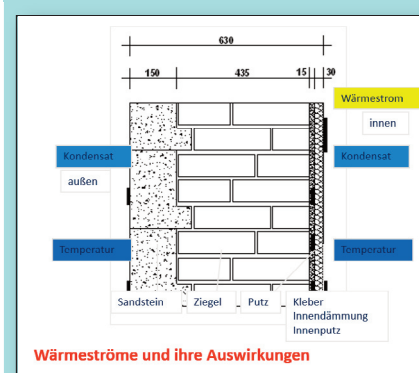 630
150 435 15 30
Wärmestrom
innen
Kondensat Kondensat
außen
Temperatur Temperatur
Sandstein Ziegel Putz Kleber
Innendämmung
Innenputz
Wärmeströme und ihre Auswirkungen